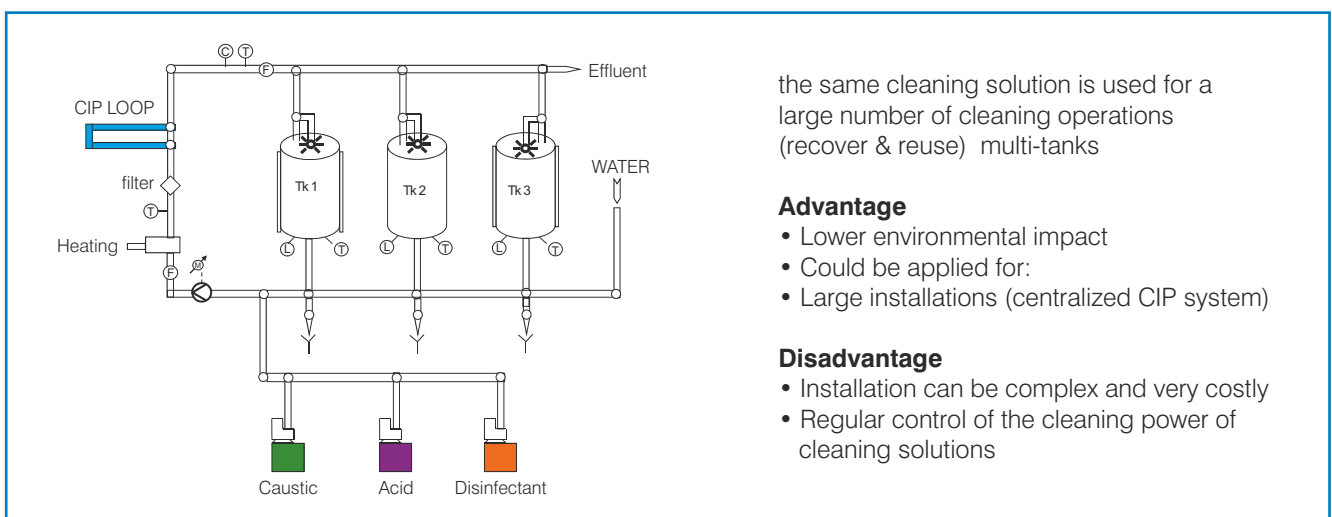 C T
F
Effluent
CIP LOOP
filter
T
Heating
F
M
Tk 1
Tk 2
Tk 3
WATER
L T
L T
L T
Caustic
Acid
Disinfectant
the same cleaning solution is used for a
large number of cleaning operations
(recover & reuse) multi-tanks
Advantage
• Lower environmental impact
• Could be applied for:
• Large installations (centralized CIP system)
Disadvantage
• Installation can be complex and very costly
• Regular control of the cleaning power of
cleaning solutions